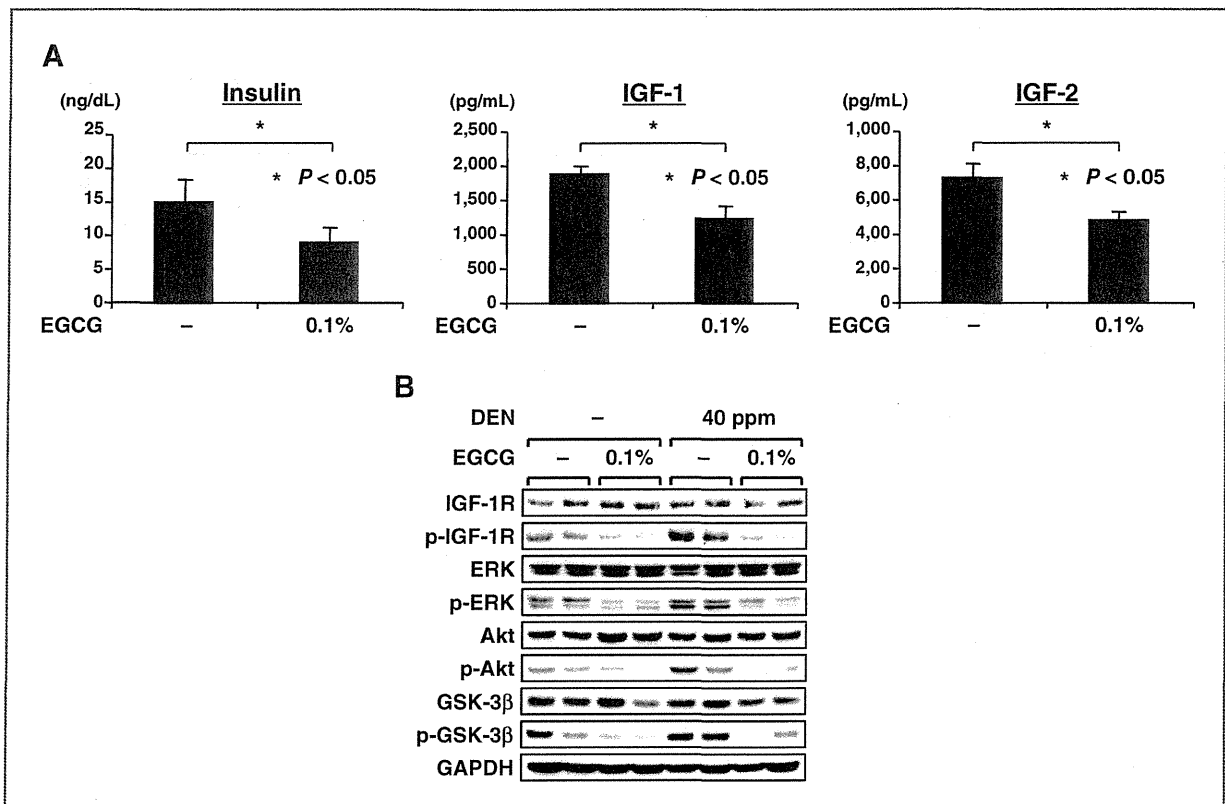 A
(ng/dL) Insulin
25
20
15
10
5
0
* 
* P < 0.05
EGCG – 0.1%
(pg/mL) IGF-1
2,500
2,000
1,500
1,000
500
0
*
* P < 0.05
– 0.1%
(pg/mL) IGF-2
1,000
8,00
6,00
4,00
2,00
0
*
* P < 0.05
EGCG – 0.1%
B
DEN – 40 ppm
EGCG – 0.1% – 0.1%
IGF-1R
p-IGF-1R
ERK
p-ERK
Akt
p-Akt
GSK-3β
p-GSK-3β
GAPDH